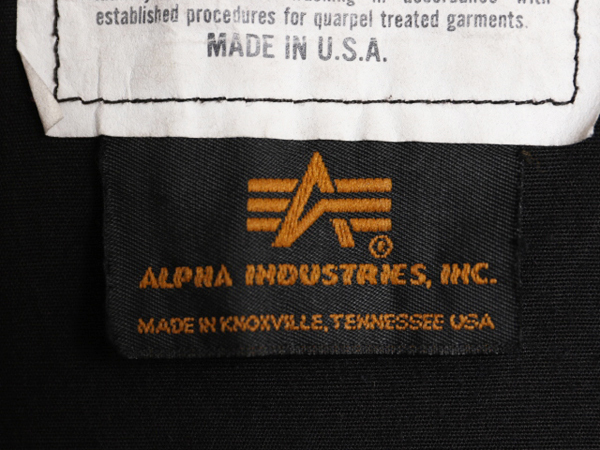 established procedures for quarpel treated garments.
MADE IN U.S.A.
ALPHA INDUSTRIES, INC.
MADE IN KNOXVILLE, TENNESSEE USA